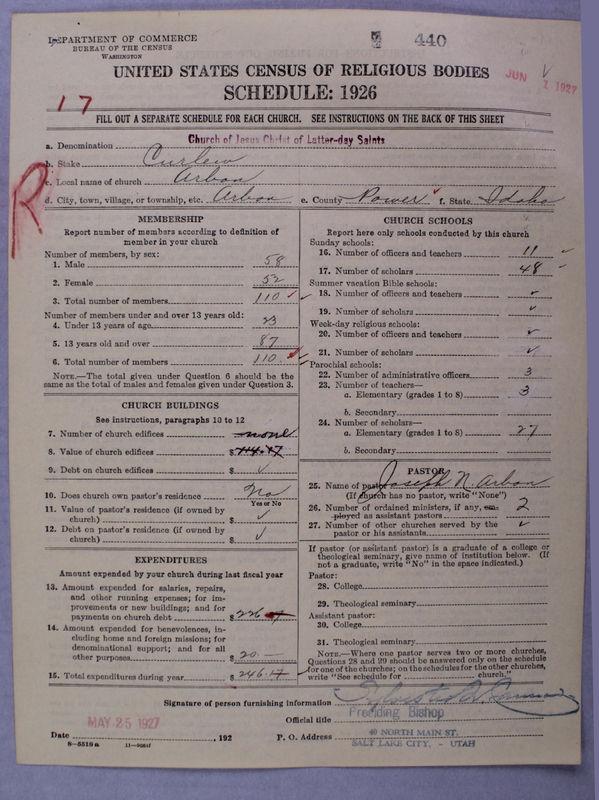 DEPARTMENT OF COMMERCE
BUREAU OF THE CENSUS
WASHINGTON
440
UNITED STATES CENSUS OF RELIGIOUS BODIES
SCHEDULE: 1926
JUN 1 1927
17
FILL OUT A SEPARATE SCHEDULE FOR EACH CHURCH. SEE INSTRUCTIONS ON THE BACK OF THIS SHEET
a. Denomination Church of Jesus Christ of Latter-day Saints
b. Stake Curlew
c. Local name of church Arbon
d. City, town, village, or township, etc. Arbon e. County Power f. State Idaho
R
MEMBERSHIP
Report number of members according to definition of
member in your church
Number of members, by sex:
1. Male 58
2. Female 52
3. Total number of members 110
Number of members under and over 13 years old:
4. Under 13 years of age 23
5. 13 years old and over 87
6. Total number of members 110
NOTE.—The total given under Question 6 should be the
same as the total of males and females given under Question 3.
CHURCH BUILDINGS
See instructions, paragraphs 10 to 12
7. Number of church edifices none
8. Value of church edifices $114.17
9. Debt on church edifices $ ✓
10. Does church own pastor's residence No
Yes or No
11. Value of pastor's residence (if owned by
church) $ ✓
12. Debt on pastor's residence (if owned by
church) $ ✓
EXPENDITURES
Amount expended by your church during last fiscal year
13. Amount expended for salaries, repairs,
and other running expenses; for im-
provements or new buildings; and for
payments on church debt $226.17
14. Amount expended for benevolences, in-
cluding home and foreign missions; for
denominational support; and for all
other purposes $20 —
15. Total expenditures during year $246.17
CHURCH SCHOOLS
Report here only schools conducted by this church
Sunday schools:
16. Number of officers and teachers 11
17. Number of scholars 48
Summer vacation Bible schools:
18. Number of officers and teachers ✓
19. Number of scholars ✓
Week-day religious schools:
20. Number of officers and teachers ✓
21. Number of scholars ✓
Parochial schools:
22. Number of administrative officers 3
23. Number of teachers—
a. Elementary (grades 1 to 8) 3
b. Secondary
24. Number of scholars—
a. Elementary (grades 1 to 8) 27
b. Secondary
PASTOR
25. Name of pastor Joseph N. Arbon
(If church has no pastor, write "None")
26. Number of ordained ministers, if any, em-
ployed as assistant pastors 2
27. Number of other churches served by the
pastor or his assistants ✓
If pastor (or assistant pastor) is a graduate of a college or
theological seminary, give name of institution below. (If
not a graduate, write "No" in the space indicated.)
Pastor:
28. College
29. Theological seminary
Assistant pastor:
30. College
31. Theological seminary
NOTE.—Where one pastor serves two or more churches,
Questions 28 and 29 should be answered only on the schedule
for one of the churches; on the schedules for the other churches,
write "See schedule for church."
Signature of person furnishing information
Official title Presiding Bishop
MAY 25 1927
Date , 192 P. O. Address 40 NORTH MAIN ST.
SALT LAKE CITY, - UTAH
8—5319a